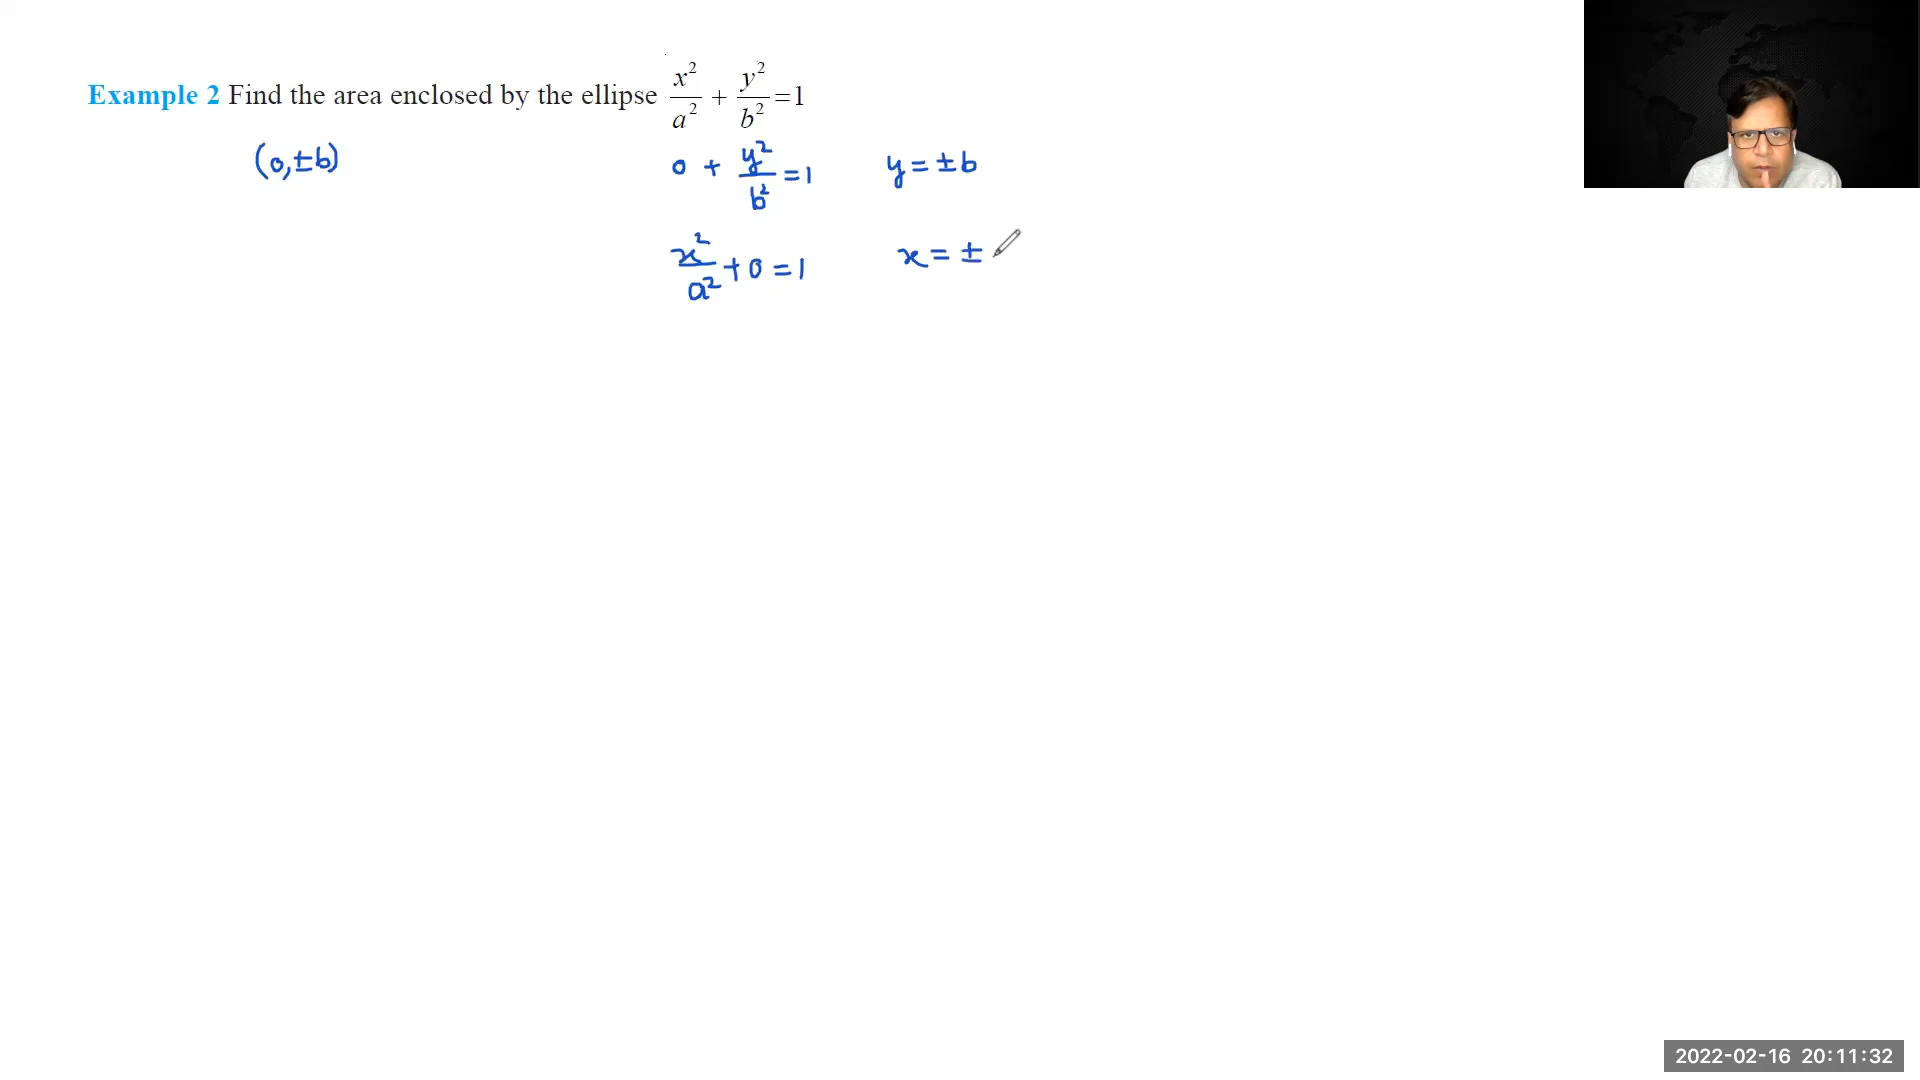 Example 2 Find the area enclosed by the ellipse x²/a² + y²/b² = 1
(0, ±b) 0 + y²/b² = 1 y = ±b
x²/a² + 0 = 1 x = ±
2022-02-16 20:11:32